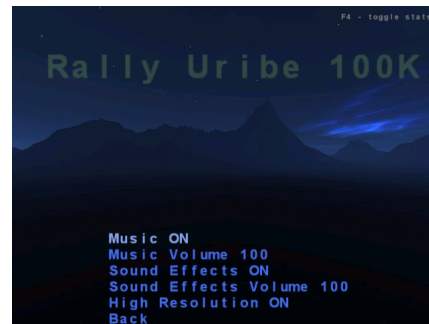 F4 - toggle stats
Rally Uribe 100K
Music ON
Music Volume 100
Sound Effects ON
Sound Effects Volume 100
High Resolution ON
Back